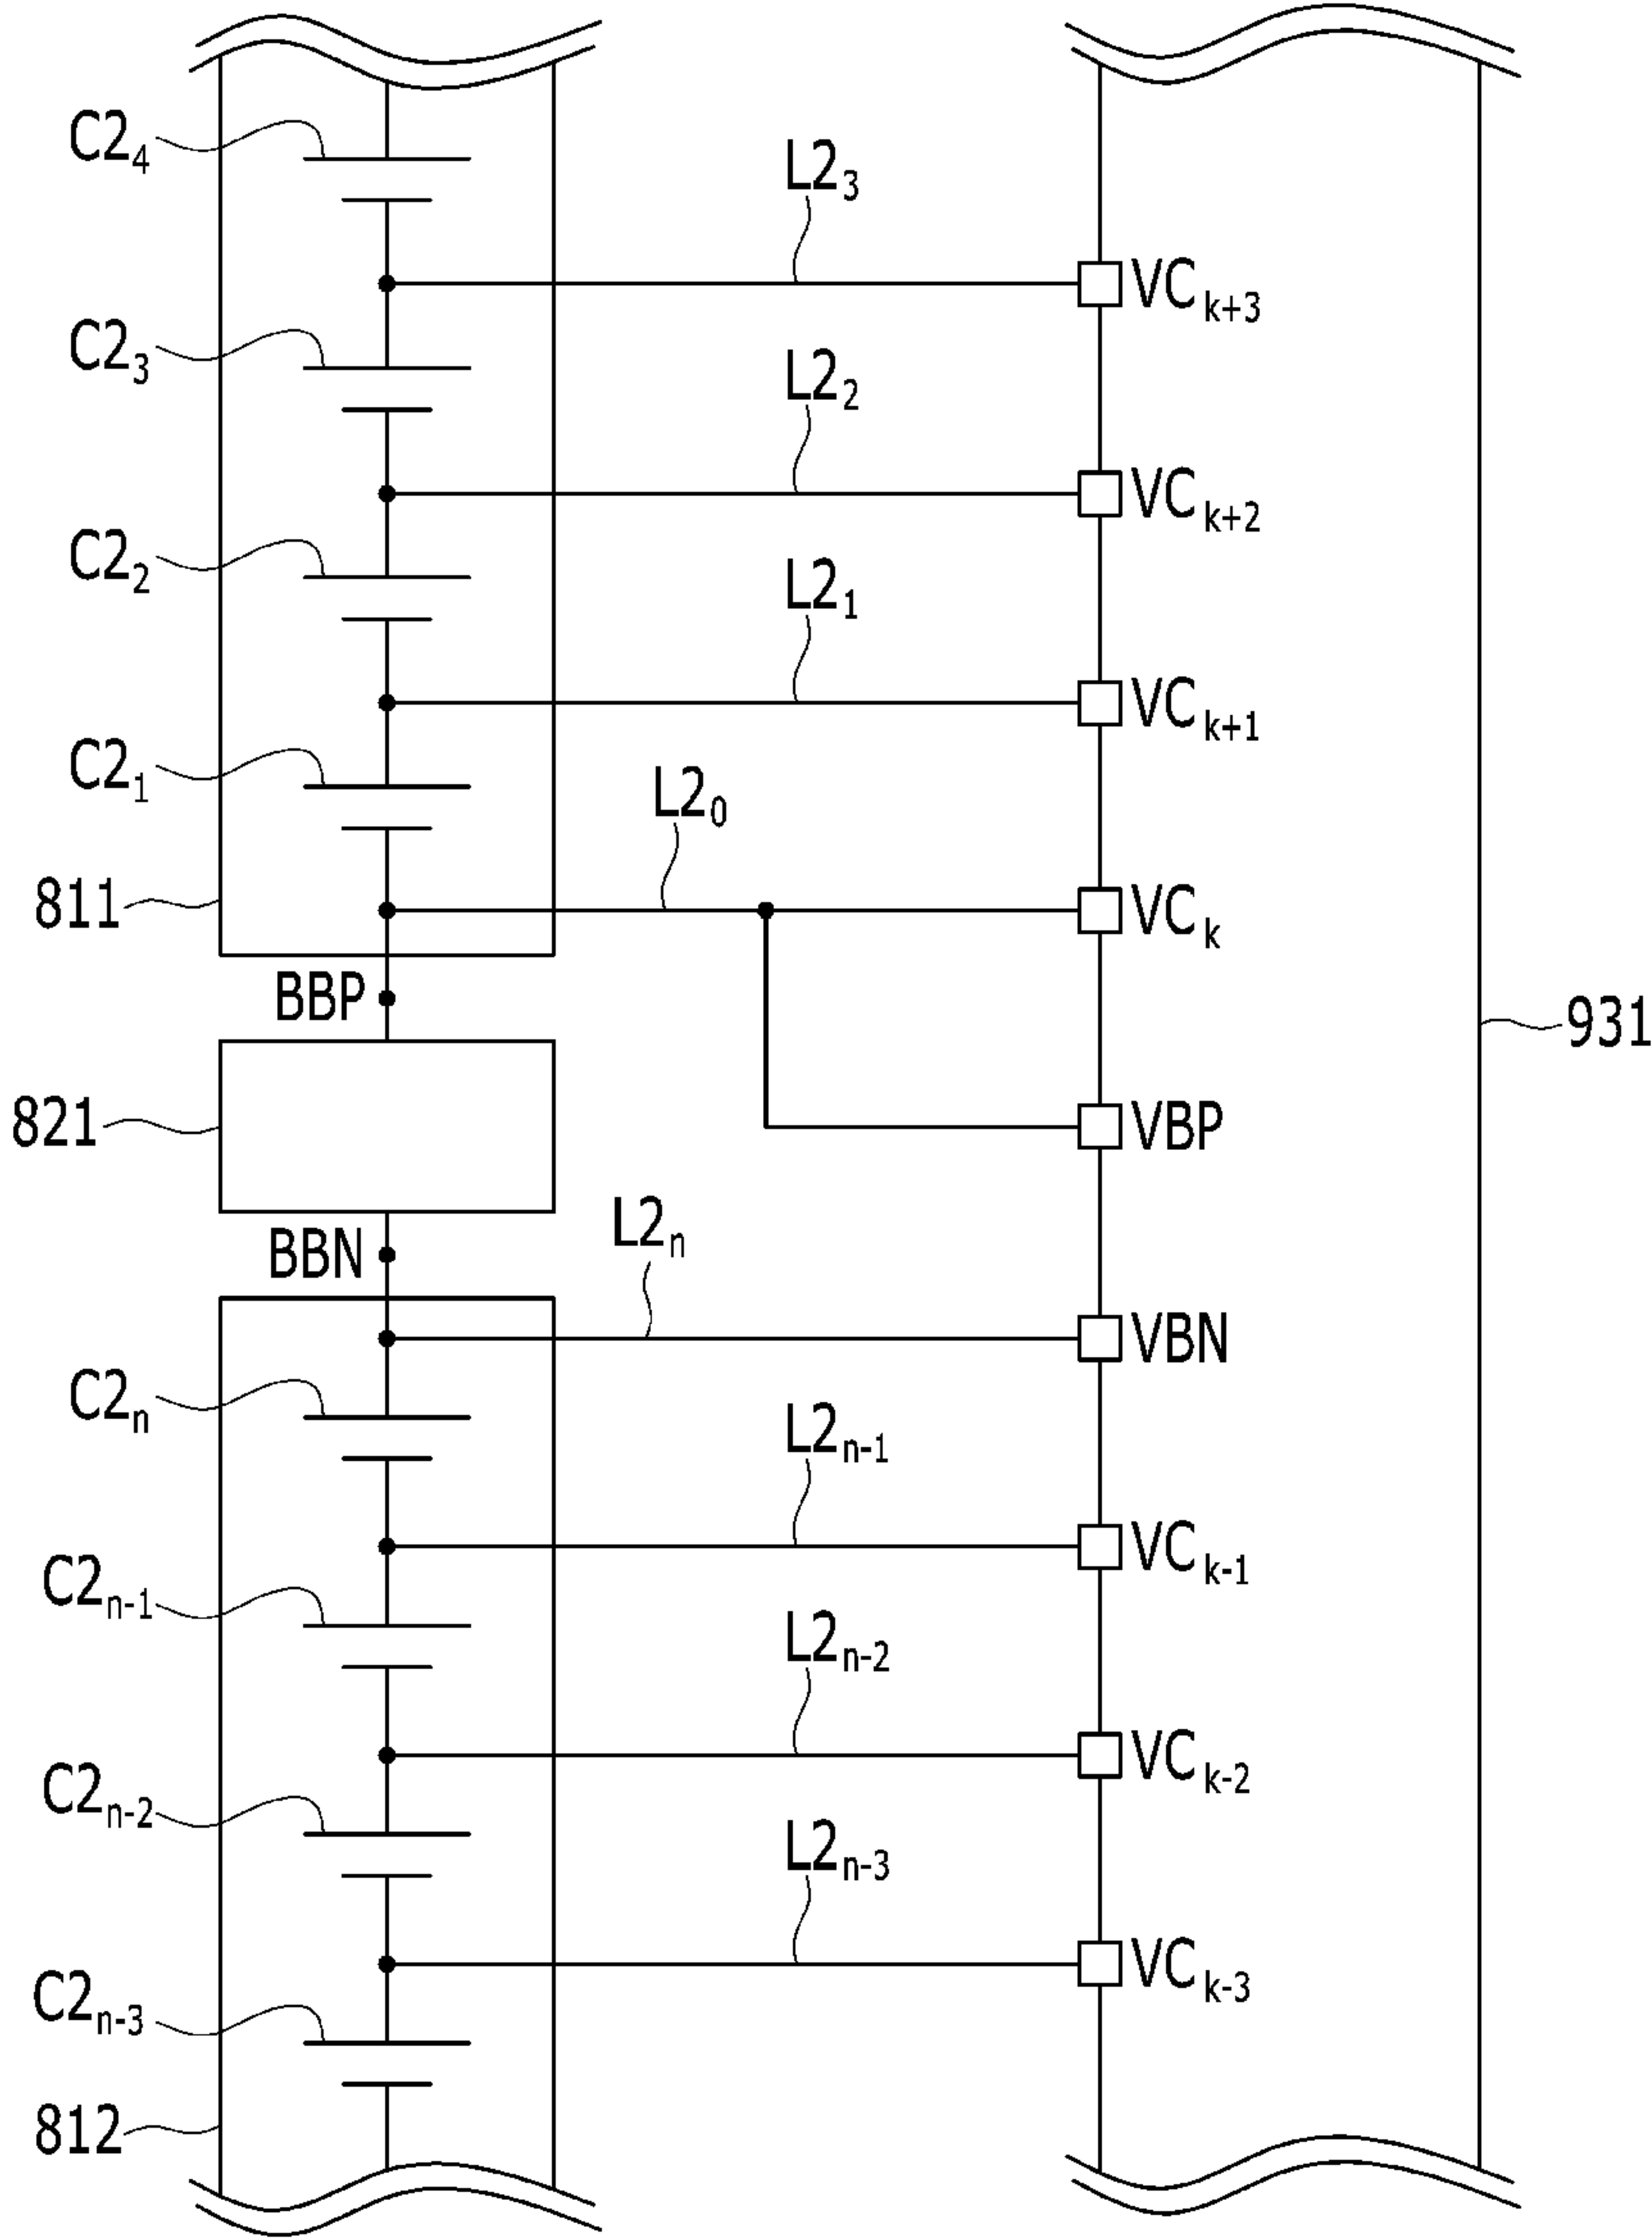 C2₄
L2₃
VCₖ₊₃
C2₃
L2₂
VCₖ₊₂
C2₂
L2₁
VCₖ₊₁
C2₁
L2₀
811
VCₖ
BBP
931
821
VBP
L2ₙ
BBN
VBN
C2ₙ
L2ₙ₋₁
VCₖ₋₁
C2ₙ₋₁
L2ₙ₋₂
VCₖ₋₂
C2ₙ₋₂
L2ₙ₋₃
VCₖ₋₃
C2ₙ₋₃
812